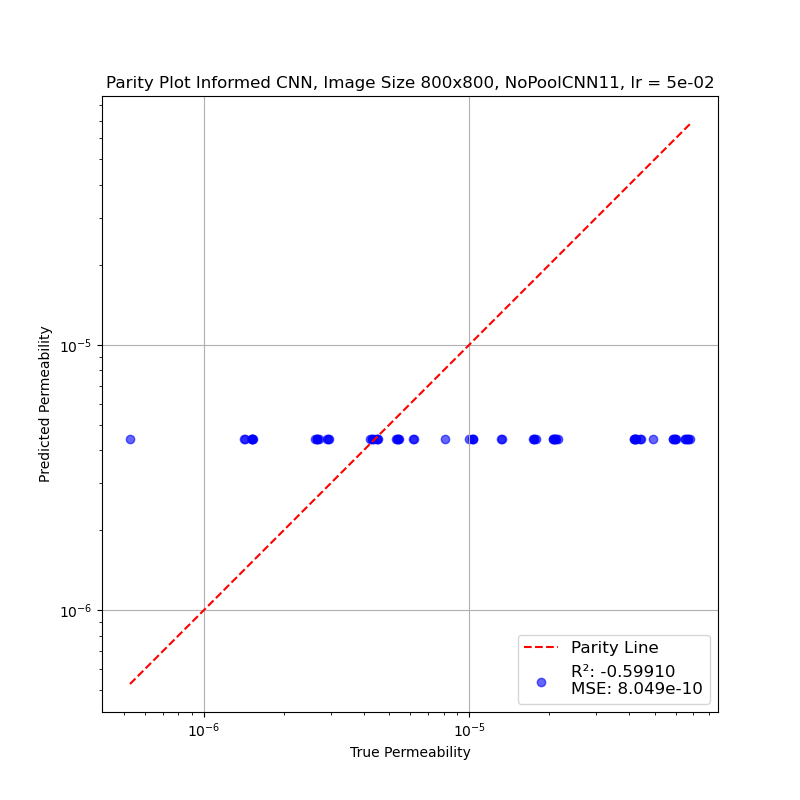 Parity Plot Informed CNN, Image Size 800x800, NoPoolCNN11, lr = 5e-02
Predicted Permeability
10⁻⁵
10⁻⁶
10⁻⁶
10⁻⁵
True Permeability
Parity Line
R²: -0.59910
MSE: 8.049e-10